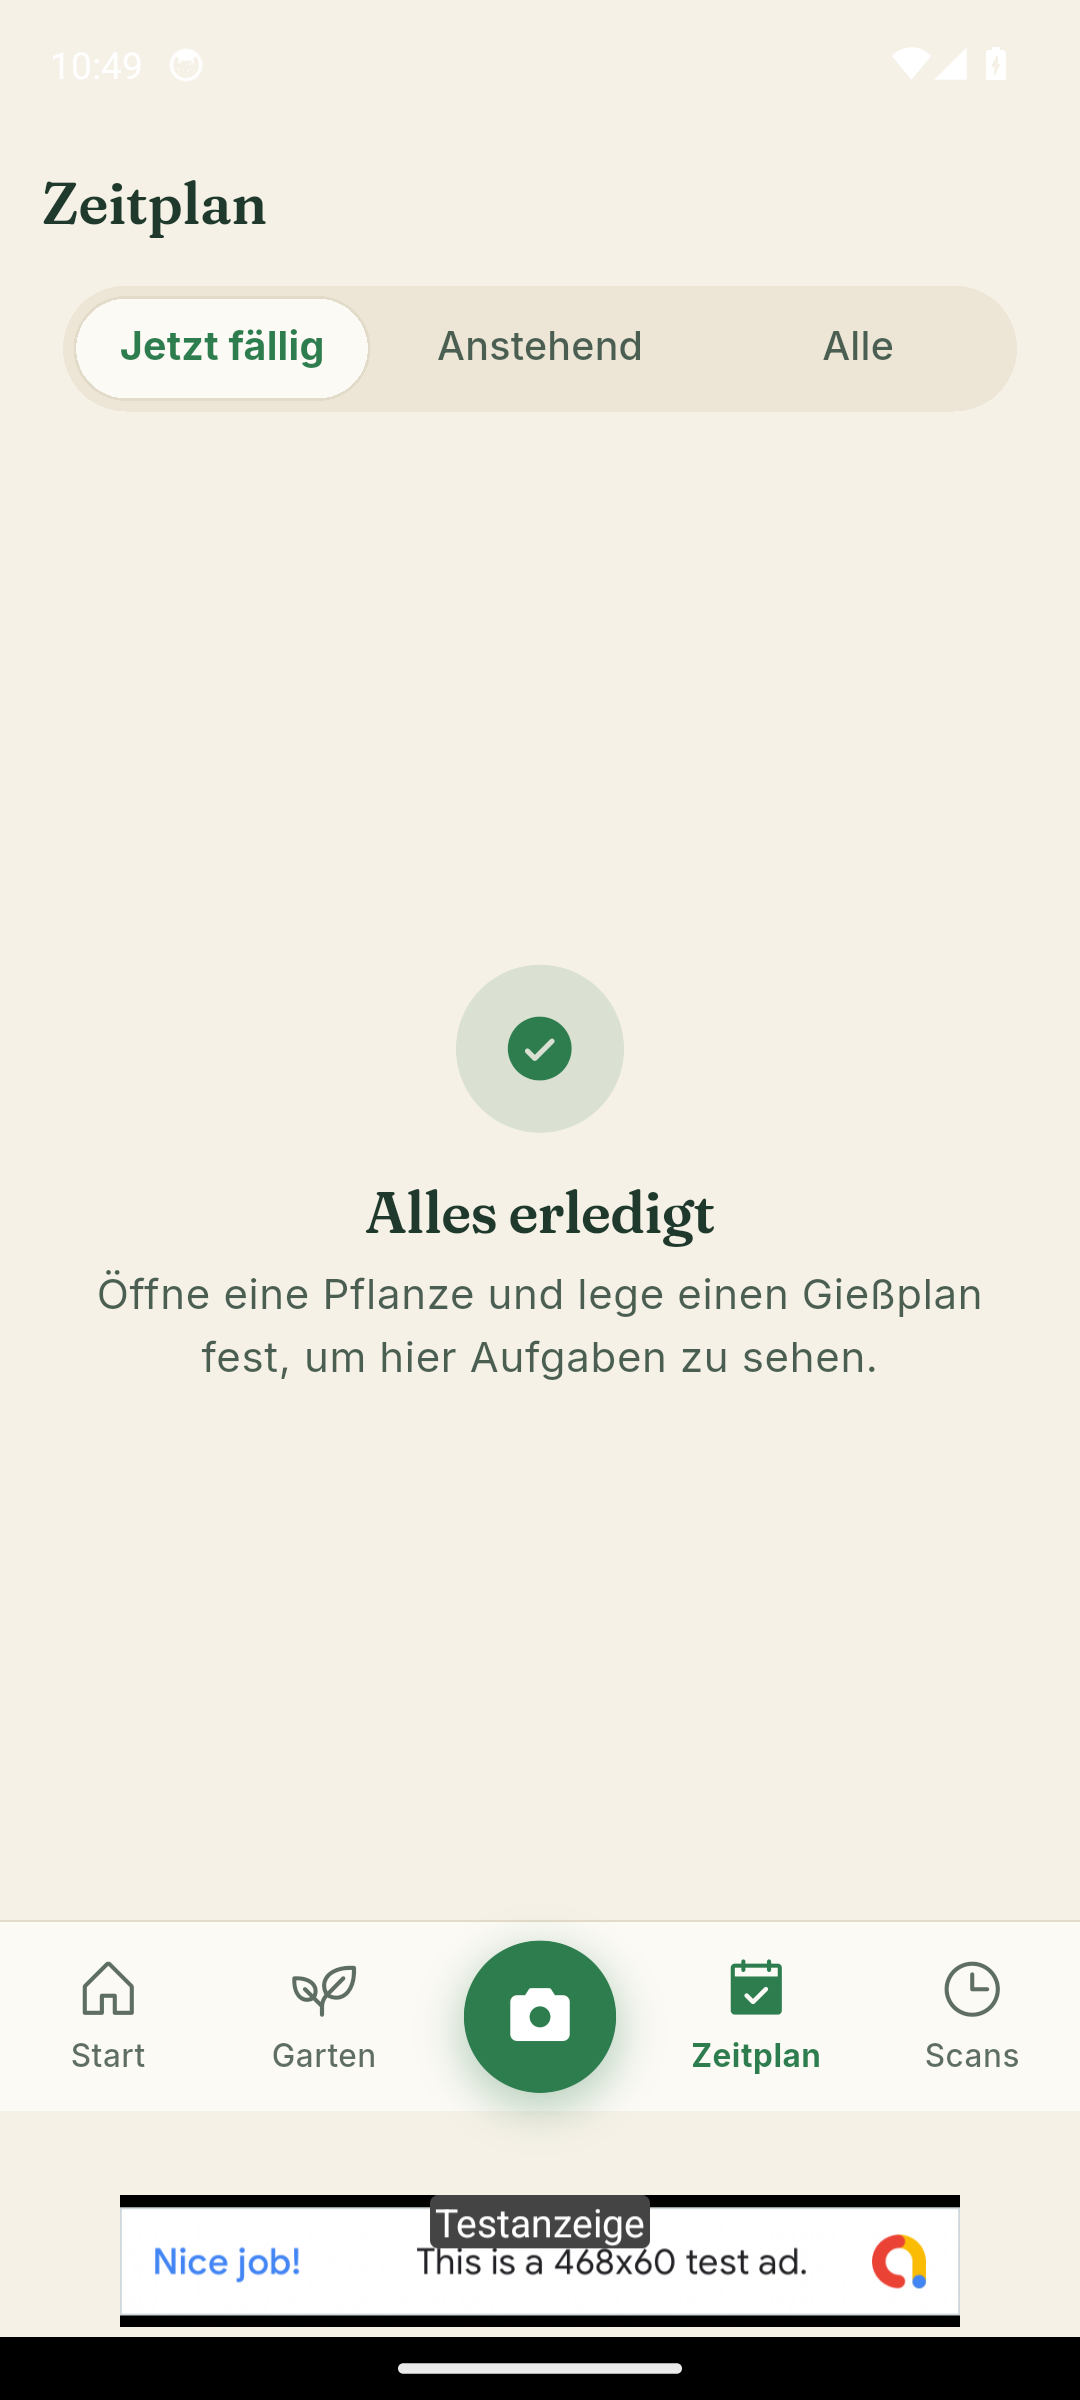 10:49
Zeitplan
Jetzt fällig
Anstehend
Alle
Alles erledigt
Öffne eine Pflanze und lege einen Gießplan
fest, um hier Aufgaben zu sehen.
Start
Garten
Zeitplan
Scans
Testanzeige
Nice job!
This is a 468x60 test ad.